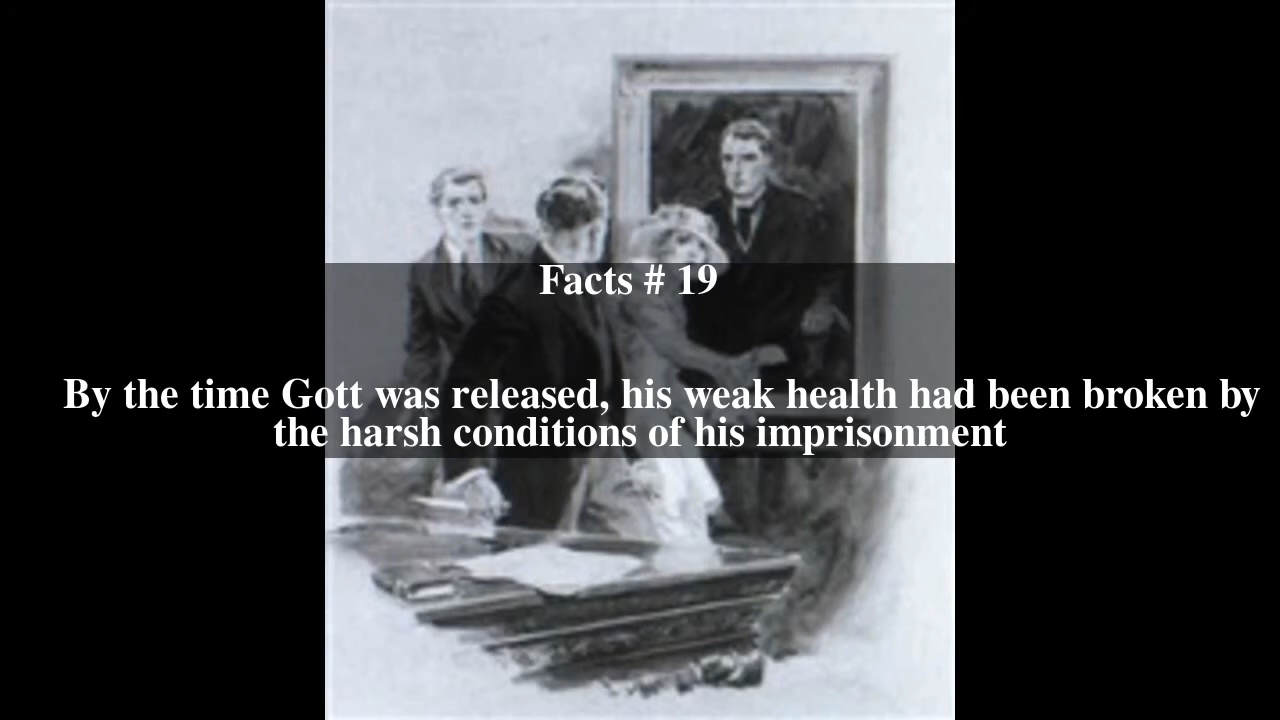 Facts # 19
By the time Gott was released, his weak health had been broken by
the harsh conditions of his imprisonment